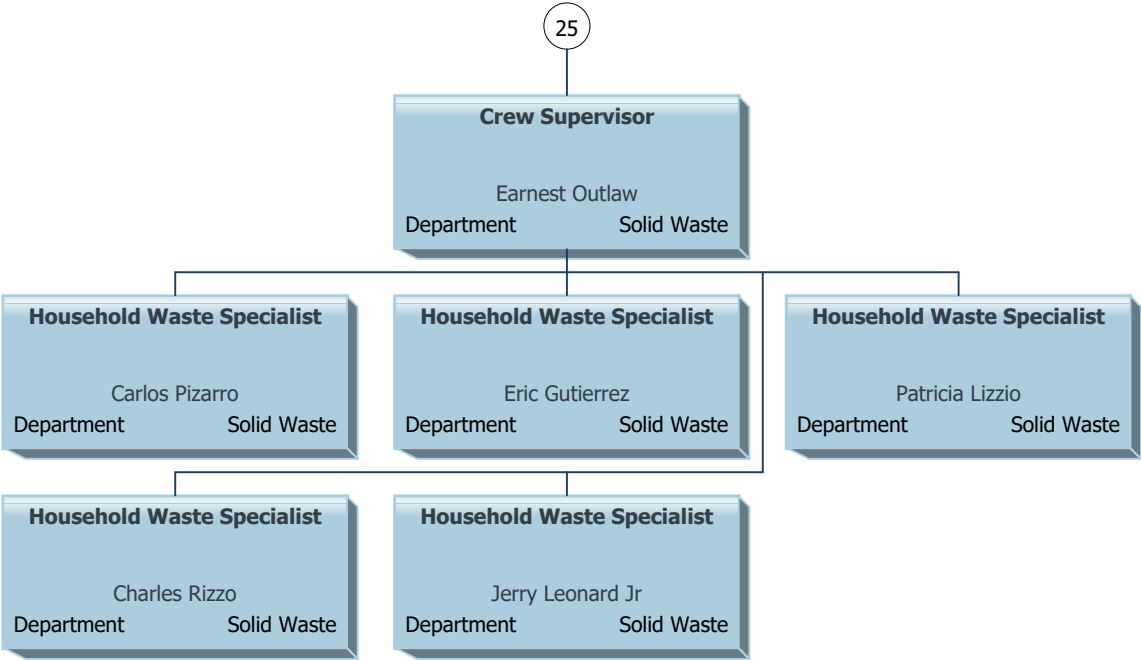 25
Crew Supervisor
Earnest Outlaw
Department Solid Waste
Household Waste Specialist
Carlos Pizarro
Department Solid Waste
Household Waste Specialist
Eric Gutierrez
Department Solid Waste
Household Waste Specialist
Patricia Lizzio
Department Solid Waste
Household Waste Specialist
Charles Rizzo
Department Solid Waste
Household Waste Specialist
Jerry Leonard Jr
Department Solid Waste